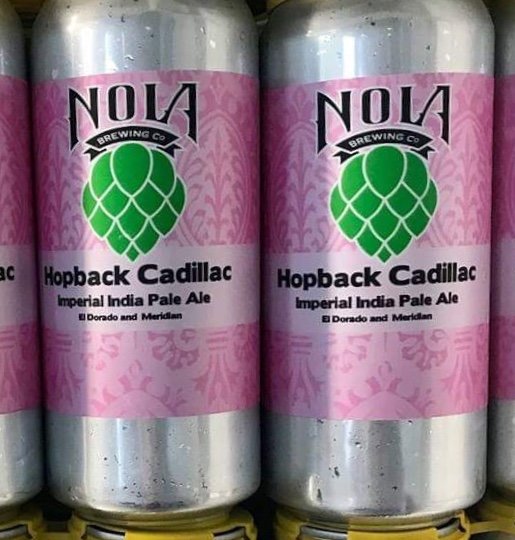 ac
NOLA
BREWING CO
Hopback Cadillac
Imperial India Pale Ale
El Dorado and Meridian
NOLA
BREWING CO
Hopback Cadillac
Imperial India Pale Ale
El Dorado and Meridian